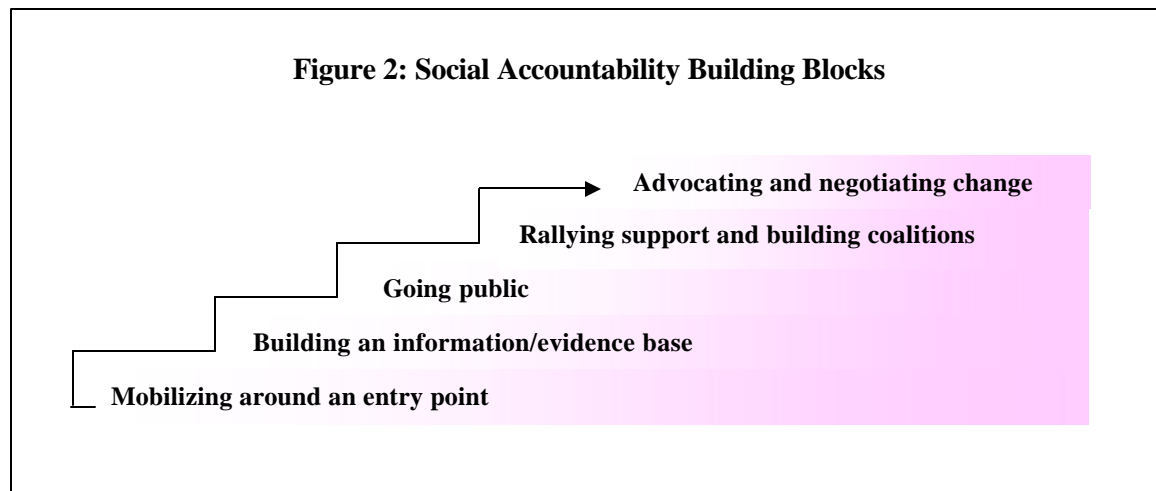 Figure 2: Social Accountability Building Blocks
Advocating and negotiating change
Rallying support and building coalitions
Going public
Building an information/evidence base
Mobilizing around an entry point